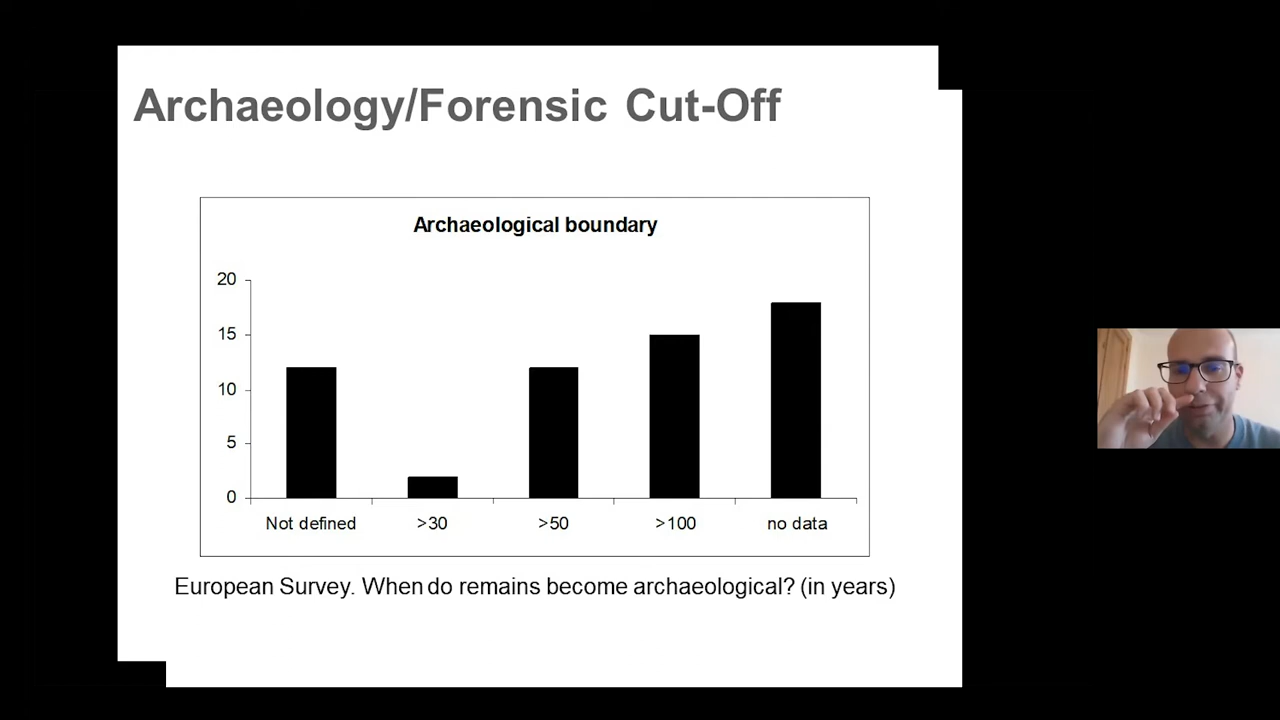 Archaeology/Forensic Cut-Off
Archaeological boundary
20
15
10
5
0
Not defined >30 >50 >100 no data
European Survey. When do remains become archaeological? (in years)